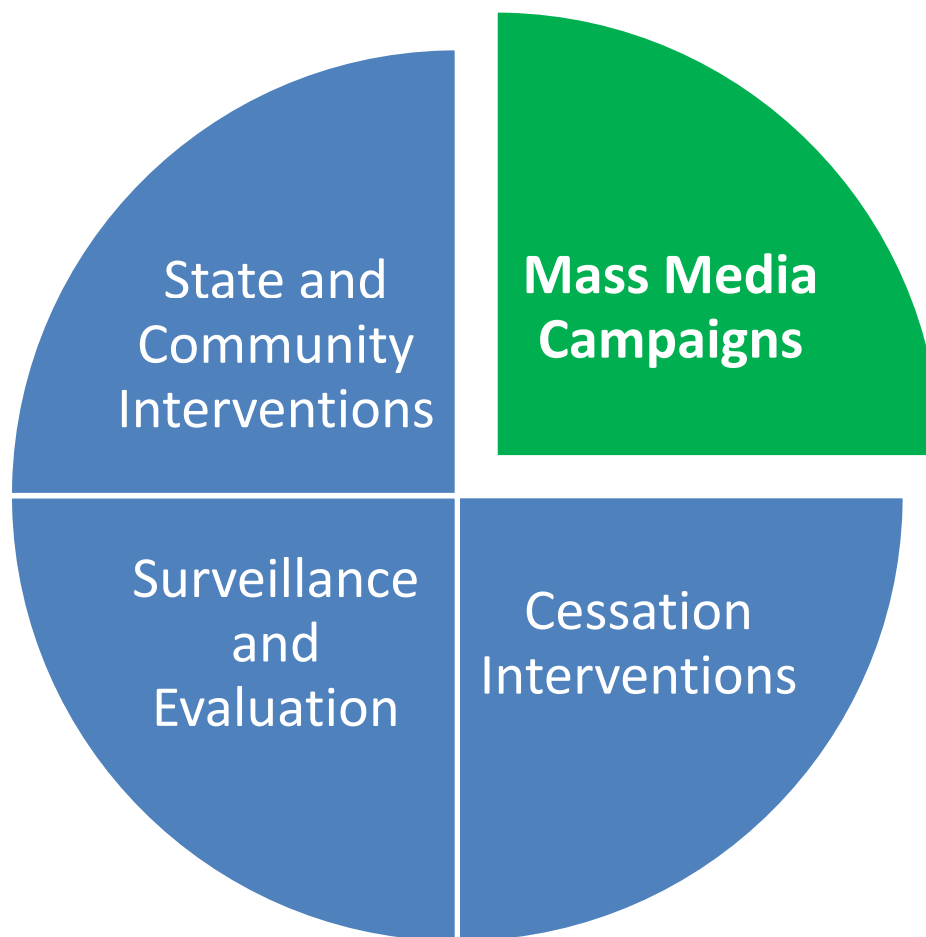 State and
Community
Interventions
Mass Media
Campaigns
Surveillance
and
Evaluation
Cessation
Interventions